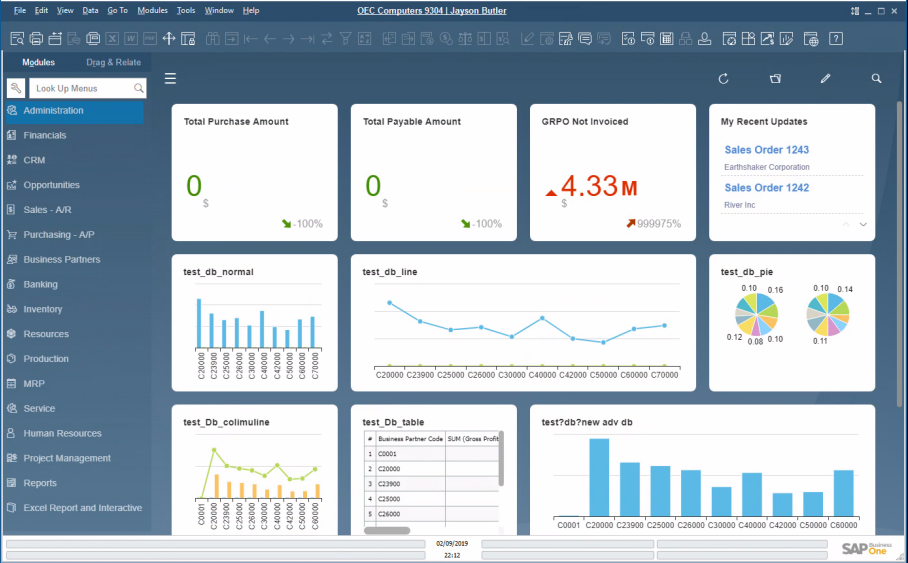 File Edit View Data Go To Modules Tools Window Help
OEC Computers 9304 | Jayson Butler
Modules Drag & Relate
Look Up Menus
Administration
Financials
CRM
Opportunities
Sales - A/R
Purchasing - A/P
Business Partners
Banking
Inventory
Resources
Production
MRP
Service
Human Resources
Project Management
Reports
Excel Report and Interactive
Total Purchase Amount
0
$
-100%
Total Payable Amount
0
$
-100%
GRPO Not Invoiced
4.33M
$
999975%
My Recent Updates
Sales Order 1243
Earthshaker Corporation
Sales Order 1242
River Inc
test_db_normal
C20000 C23900 C25000 C26000 C30000 C40000 C42000 C50000 C60000 C70000
test_db_line
C20000 C23900 C25000 C26000 C30000 C40000 C42000 C50000 C60000 C70000
test_db_pie
0.10 0.16 0.10 0.14
0.12 0.08 0.10 0.11
test_Db_colimuline
C0001 C20000 C23900 C25000 C26000 C30000 C40000 C42000 C50000 C60000
test_Db_table
# Business Partner Code SUM (Gross Profit
1 C0001
2 C20000
3 C23900
4 C25000
5 C26000
test?db?new adv db
C0001 C20000 C23900 C25000 C26000 C30000 C40000 C42000 C50000 C60000
02/09/2019
22:12
SAP Business One